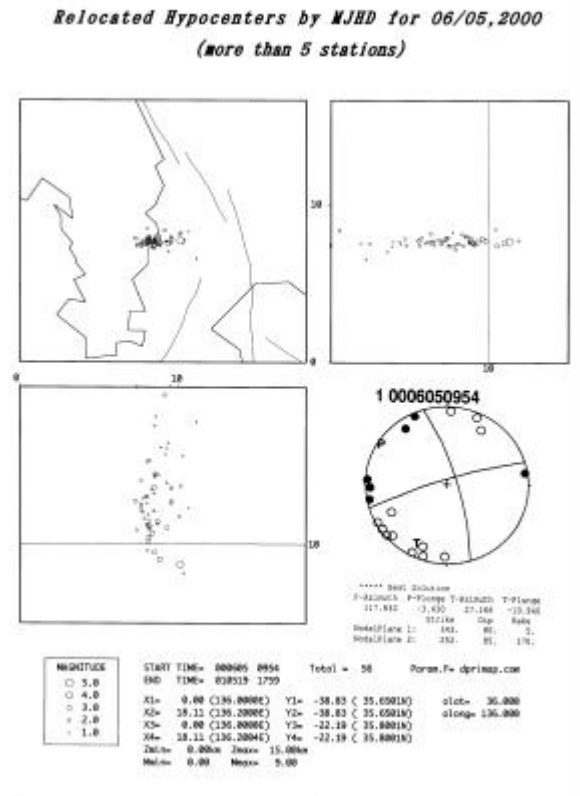 Relocated Hypocenters by MJHD for 06/05,2000
(more than 5 stations)
10
0
10
0
10
10
1 0006050954
T
***** Best Solution
P-Azimuth P-Plunge T-Azimuth T-Plunge
Strike Dip Rake
NodalPlane 1:
NodalPlane 2:
MAGNITUDE
5.0
4.0
3.0
2.0
1.0
START TIME= 000605 0954 Total = 56 Param.F= dprimap.com
END TIME= 010519 1759
X1= 0.00 (136.0000E) Y1= -38.83 ( 35.6501N) olat= 36.000
X2= 18.11 (136.2000E) Y2= -38.83 ( 35.6501N) olong= 136.000
X3= 0.00 (136.0000E) Y3= -22.19 ( 35.8001N)
X4= 18.11 (136.2004E) Y4= -22.19 ( 35.8001N)
Zmin= 0.00km Zmax= 15.00km
Mmin= 0.00 Mmax= 9.00